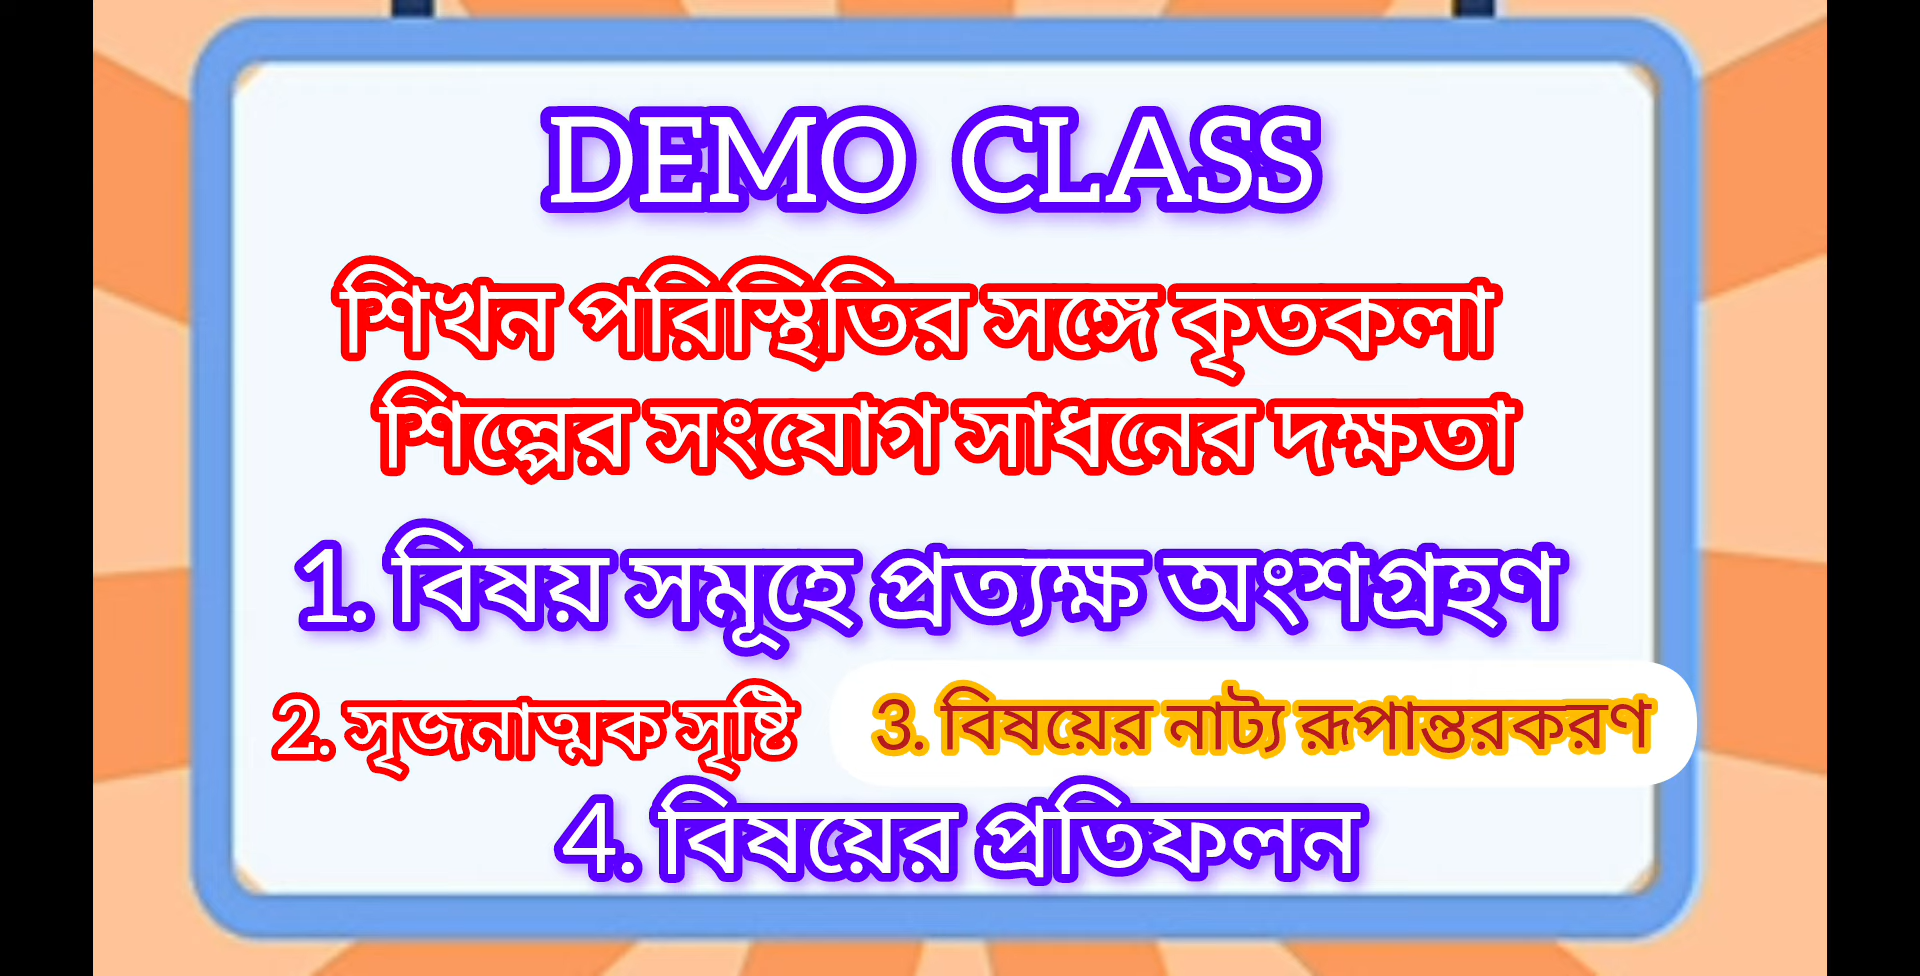 DEMO CLASS
শিখন পরিস্থিতির সঙ্গে কৃতকলা
শিল্পের সংযোগ সাধনের দক্ষতা
1. বিষয় সমূহে প্রত্যক্ষ অংশগ্রহণ
2. সৃজনাত্মক সৃষ্টি 3. বিষয়ের নাট্য রূপান্তরকরণ
4. বিষয়ের প্রতিফলন